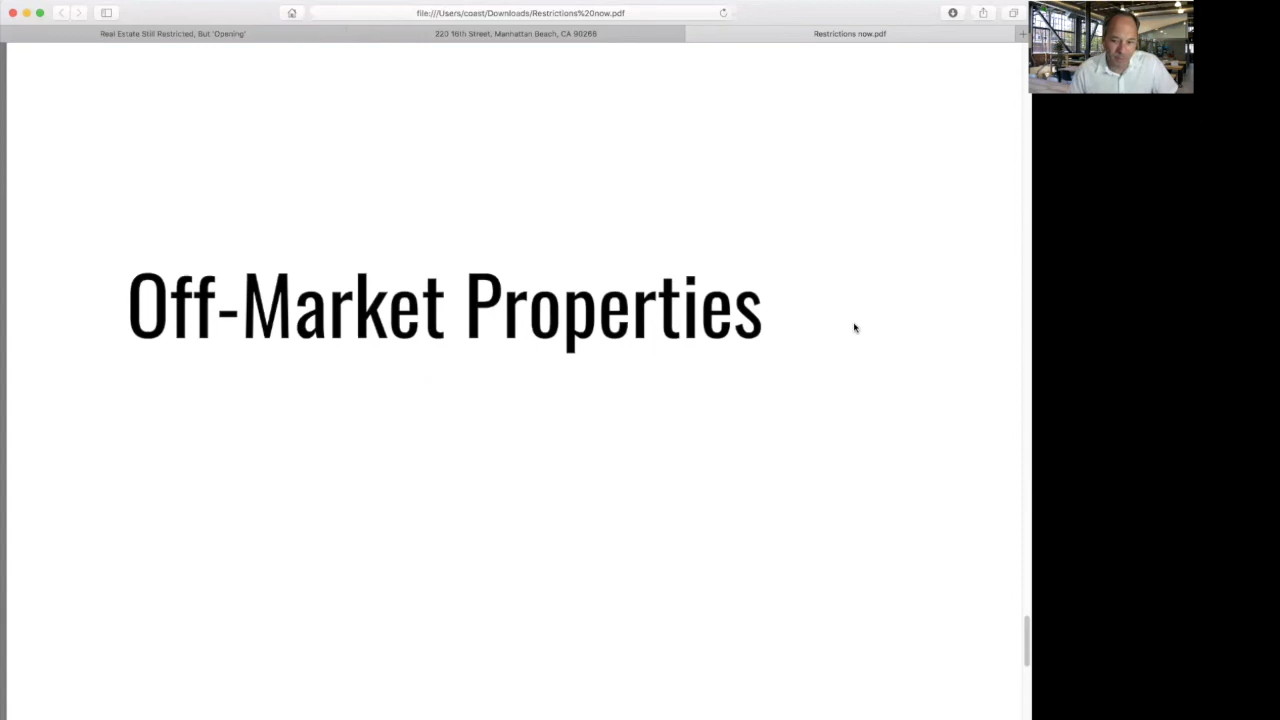 file:///Users/coast/Downloads/Restrictions%20now.pdf
Real Estate Still Restricted, But 'Opening'
220 16th Street, Manhattan Beach, CA 90266
Restrictions now.pdf
Off-Market Properties